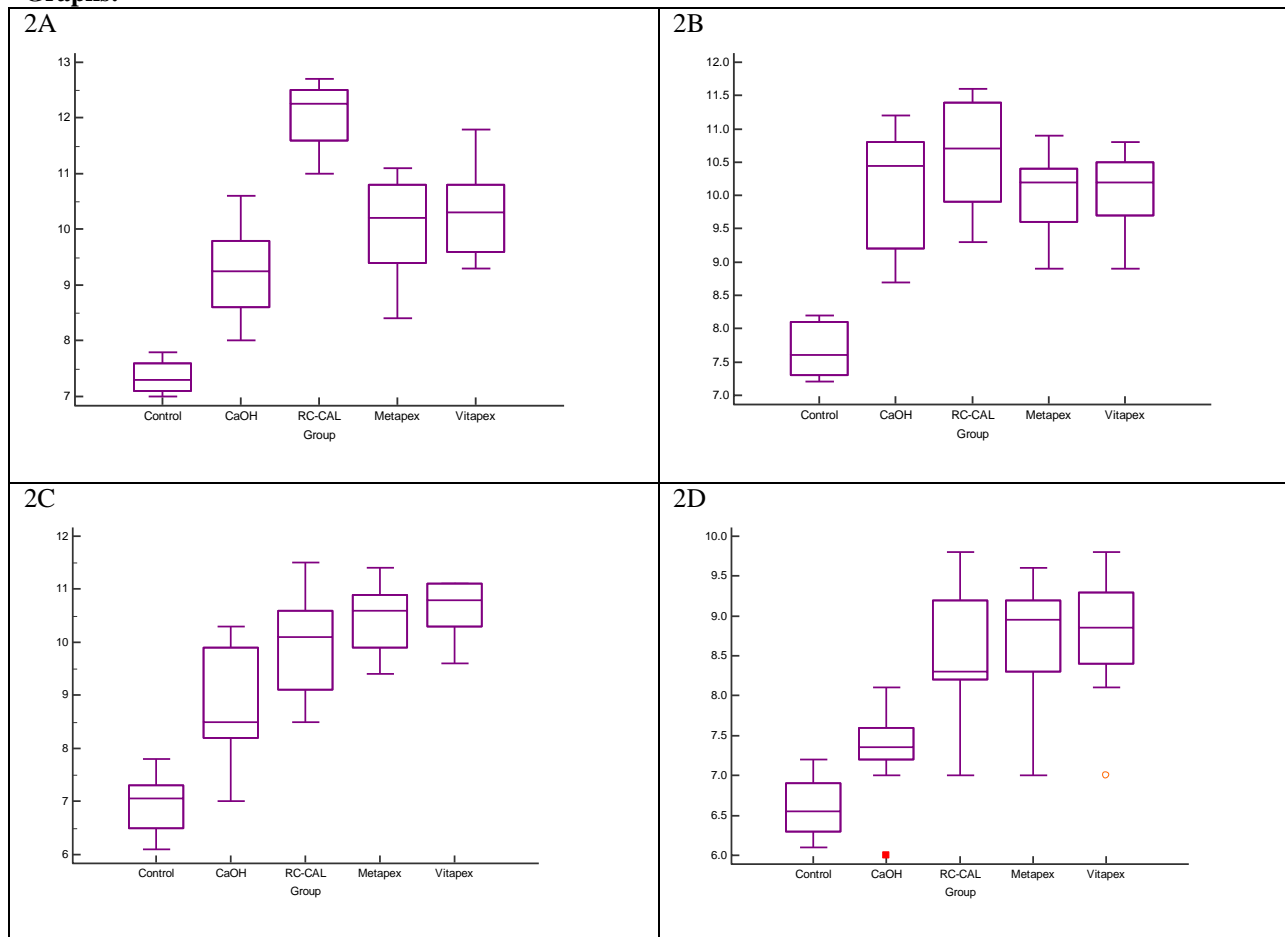 Graphs:
2A
13
12
11
10
9
8
7
Control CaOH RC-CAL Metapex Vitapex
Group
2B
12.0
11.5
11.0
10.5
10.0
9.5
9.0
8.5
8.0
7.5
7.0
Control CaOH RC-CAL Metapex Vitapex
Group
2C
12
11
10
9
8
7
6
Control CaOH RC-CAL Metapex Vitapex
Group
2D
10.0
9.5
9.0
8.5
8.0
7.5
7.0
6.5
6.0
Control CaOH RC-CAL Metapex Vitapex
Group